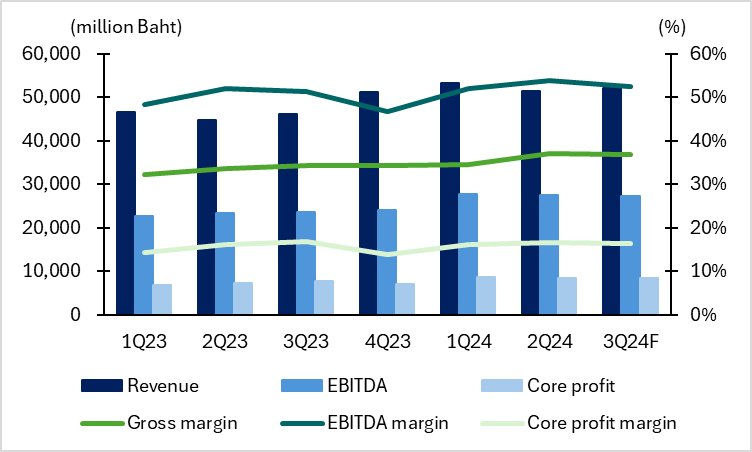 (million Baht) (%)
60,000 60%
50,000 50%
40,000 40%
30,000 30%
20,000 20%
10,000 10%
0 0%
1Q23 2Q23 3Q23 4Q23 1Q24 2Q24 3Q24F
Revenue EBITDA Core profit
Gross margin EBITDA margin Core profit margin